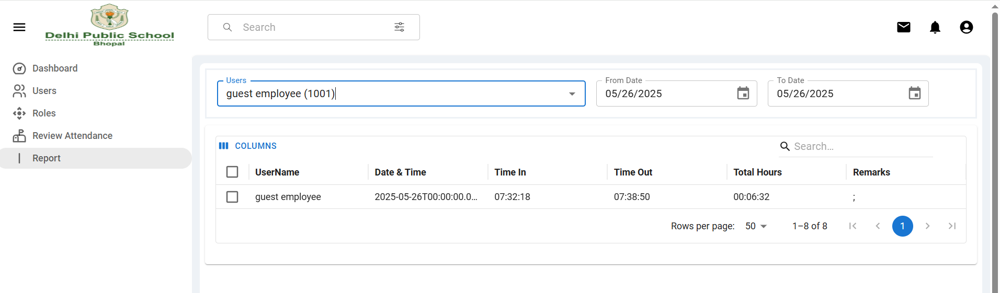 Delhi Public School
Bhopal
Search
Dashboard
Users
Roles
Review Attendance
Report
Users
guest employee (1001)
From Date
05/26/2025
To Date
05/26/2025
COLUMNS
Search...
UserName Date & Time Time In Time Out Total Hours Remarks
guest employee 2025-05-26T00:00:00.0... 07:32:18 07:38:50 00:06:32 ;
Rows per page: 50 1–8 of 8 1